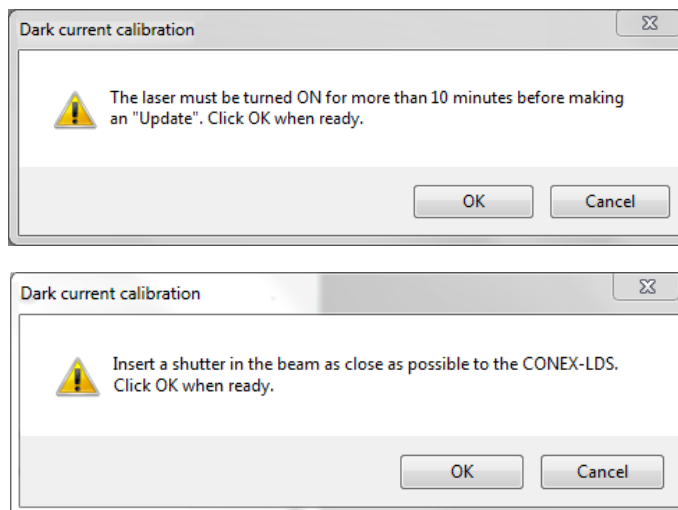 Dark current calibration
The laser must be turned ON for more than 10 minutes before making
an "Update". Click OK when ready.
OK Cancel
Dark current calibration
Insert a shutter in the beam as close as possible to the CONEX-LDS.
Click OK when ready.
OK Cancel